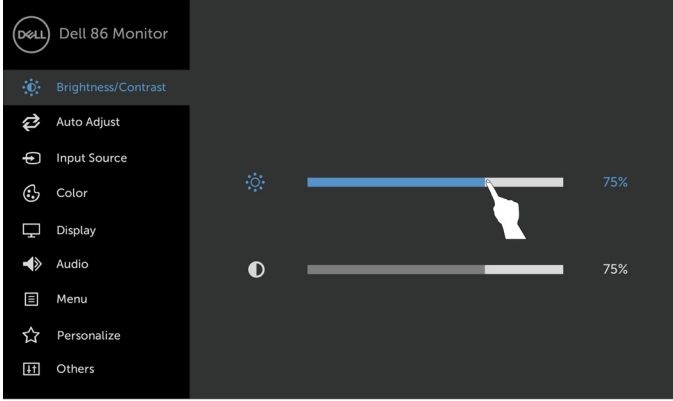 DELL
Dell 86 Monitor
Brightness/Contrast
Auto Adjust
Input Source
Color
Display
Audio
Menu
Personalize
Others
75%
75%